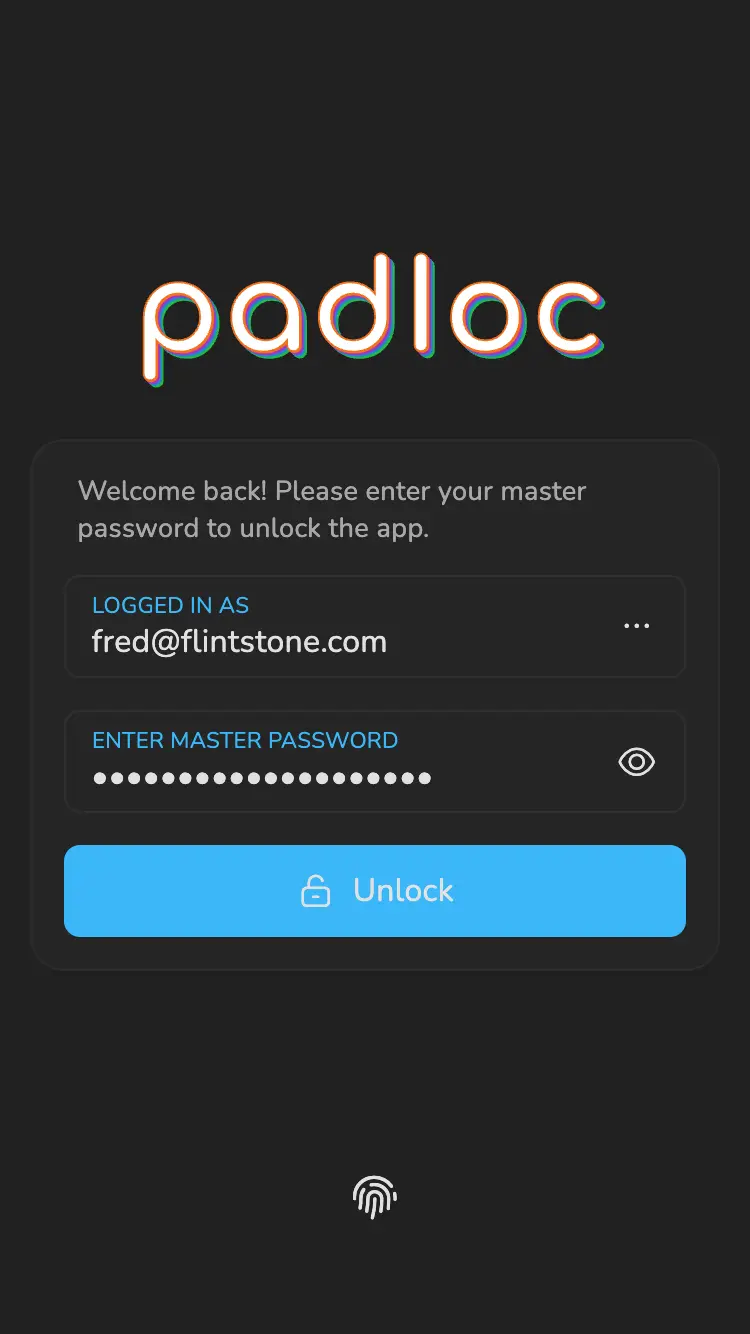 padloc
Welcome back! Please enter your master
password to unlock the app.
LOGGED IN AS
fred@flintstone.com
ENTER MASTER PASSWORD
●●●●●●●●●●●●●●●●●●●●
Unlock